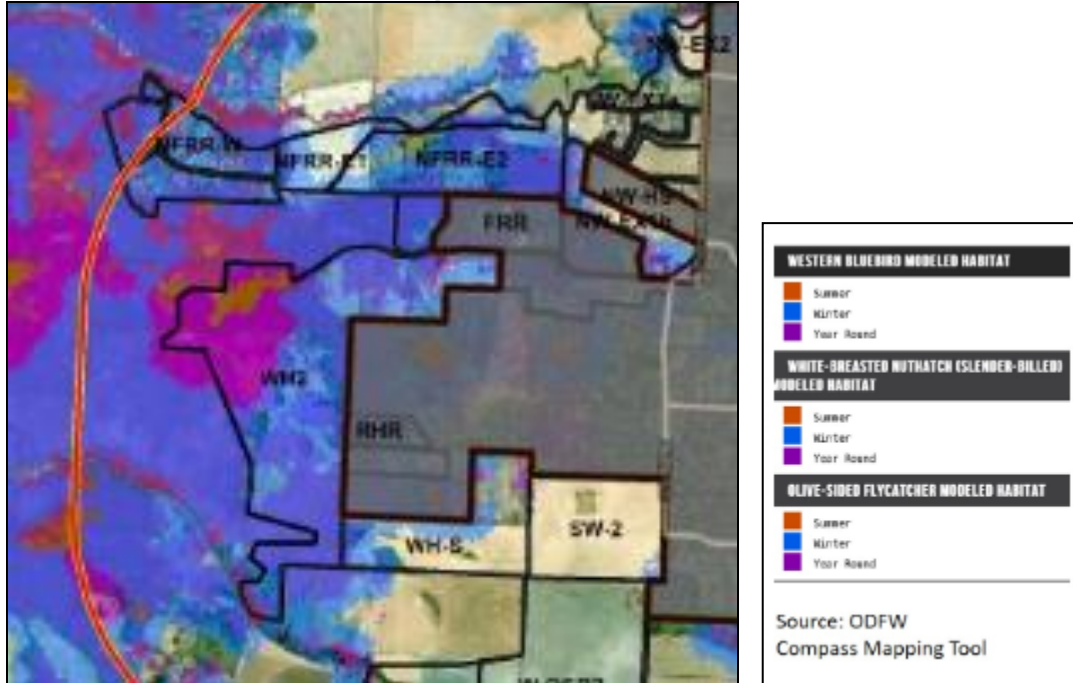 NFRR-W
NFRR-E1
NFRR-E2
NW-HS
FRR
WH2
RHR
WH-S
SW-2
WESTERN BLUEBIRD MODELED HABITAT
Summer
Winter
Year Round
WHITE-BREASTED NUTHATCH (SLENDER-BILLED)
MODELED HABITAT
Summer
Winter
Year Round
OLIVE-SIDED FLYCATCHER MODELED HABITAT
Summer
Winter
Year Round
Source: ODFW
Compass Mapping Tool